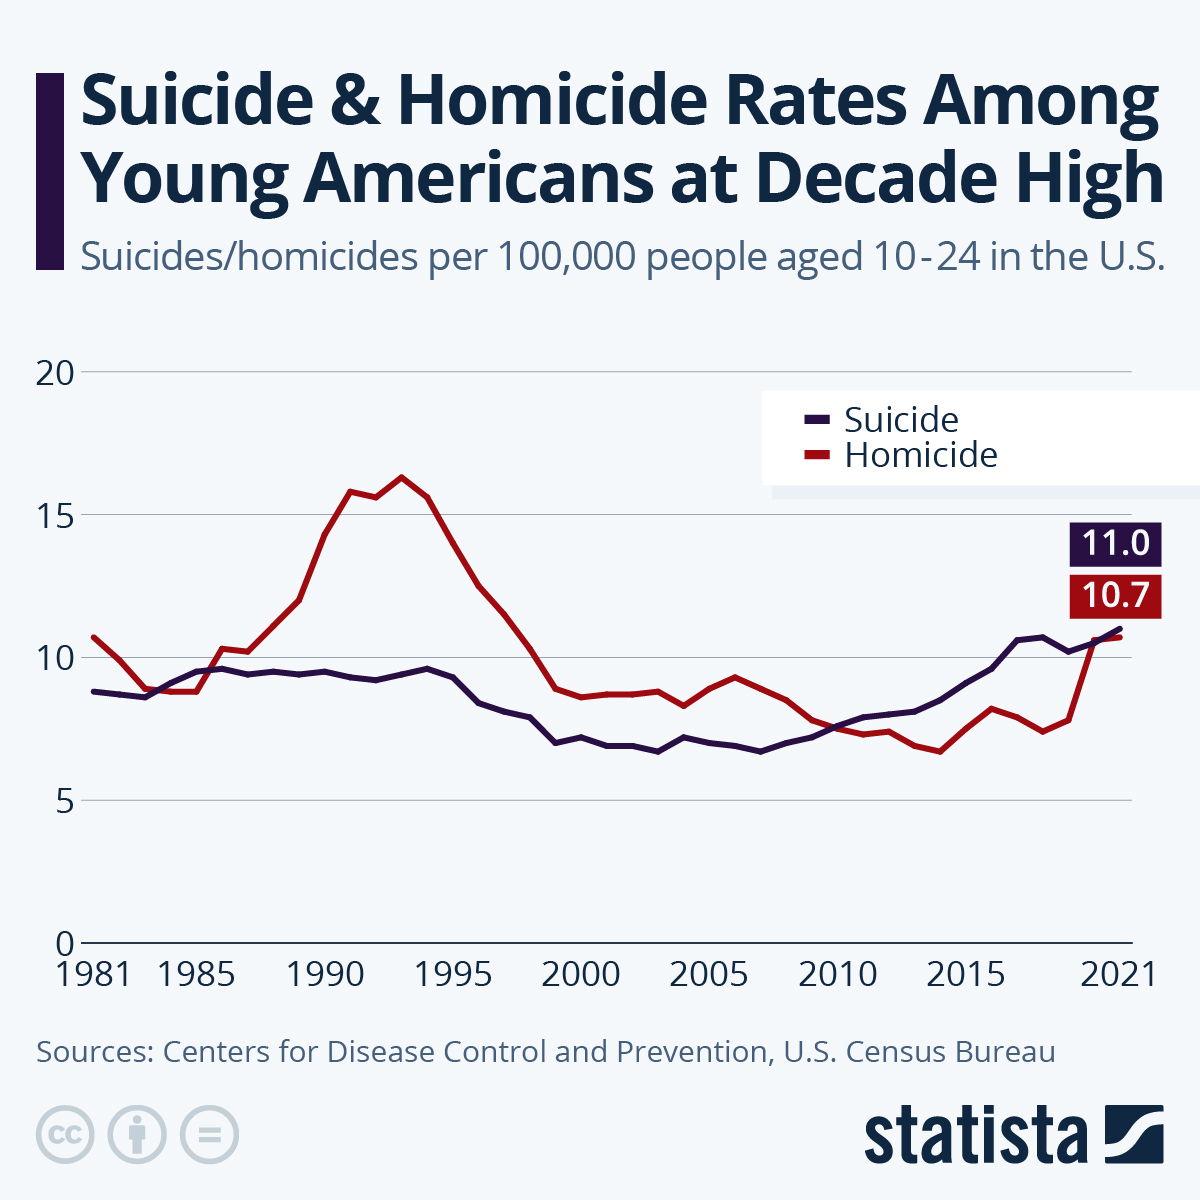 Suicide & Homicide Rates Among
Young Americans at Decade High
Suicides/homicides per 100,000 people aged 10-24 in the U.S.
20
Suicide
Homicide
15
11.0
10.7
10
5
0
1981 1985 1990 1995 2000 2005 2010 2015 2021
Sources: Centers for Disease Control and Prevention, U.S. Census Bureau
cc
statista